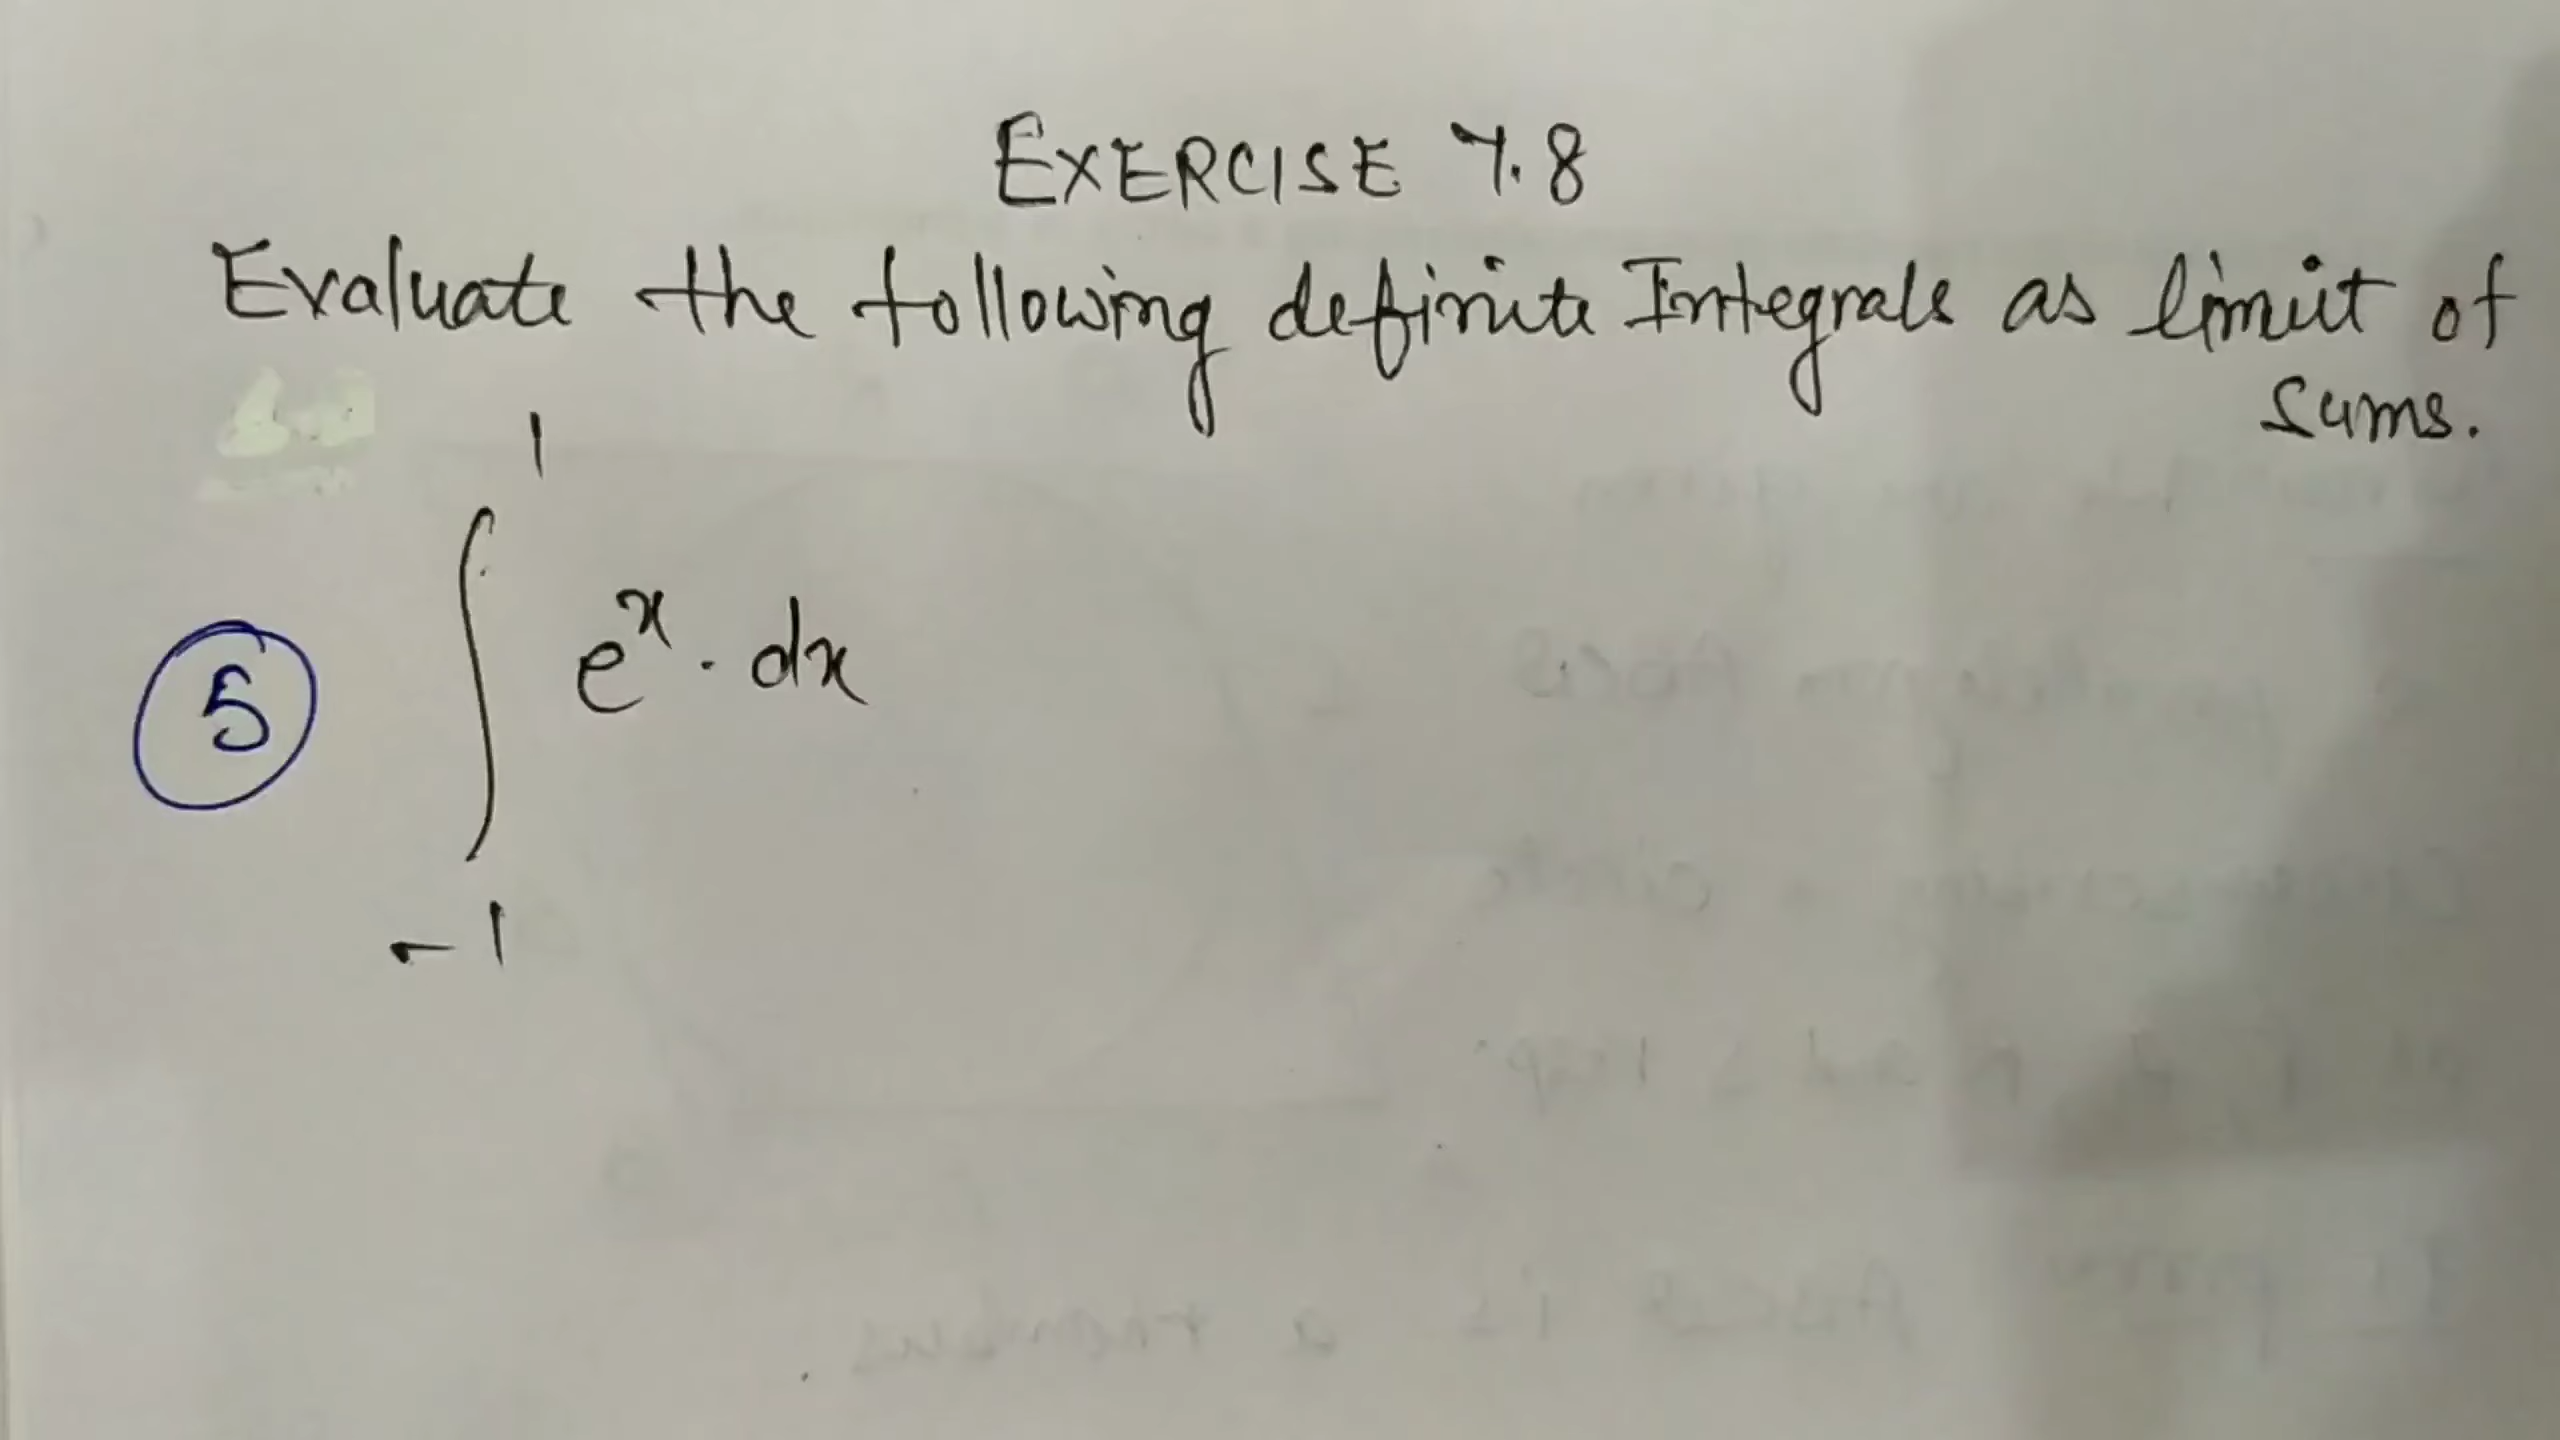 EXERCISE 7.8
Evaluate the following definite Integrals as limit of
sums.
1
5 ∫ eˣ · dx
-1